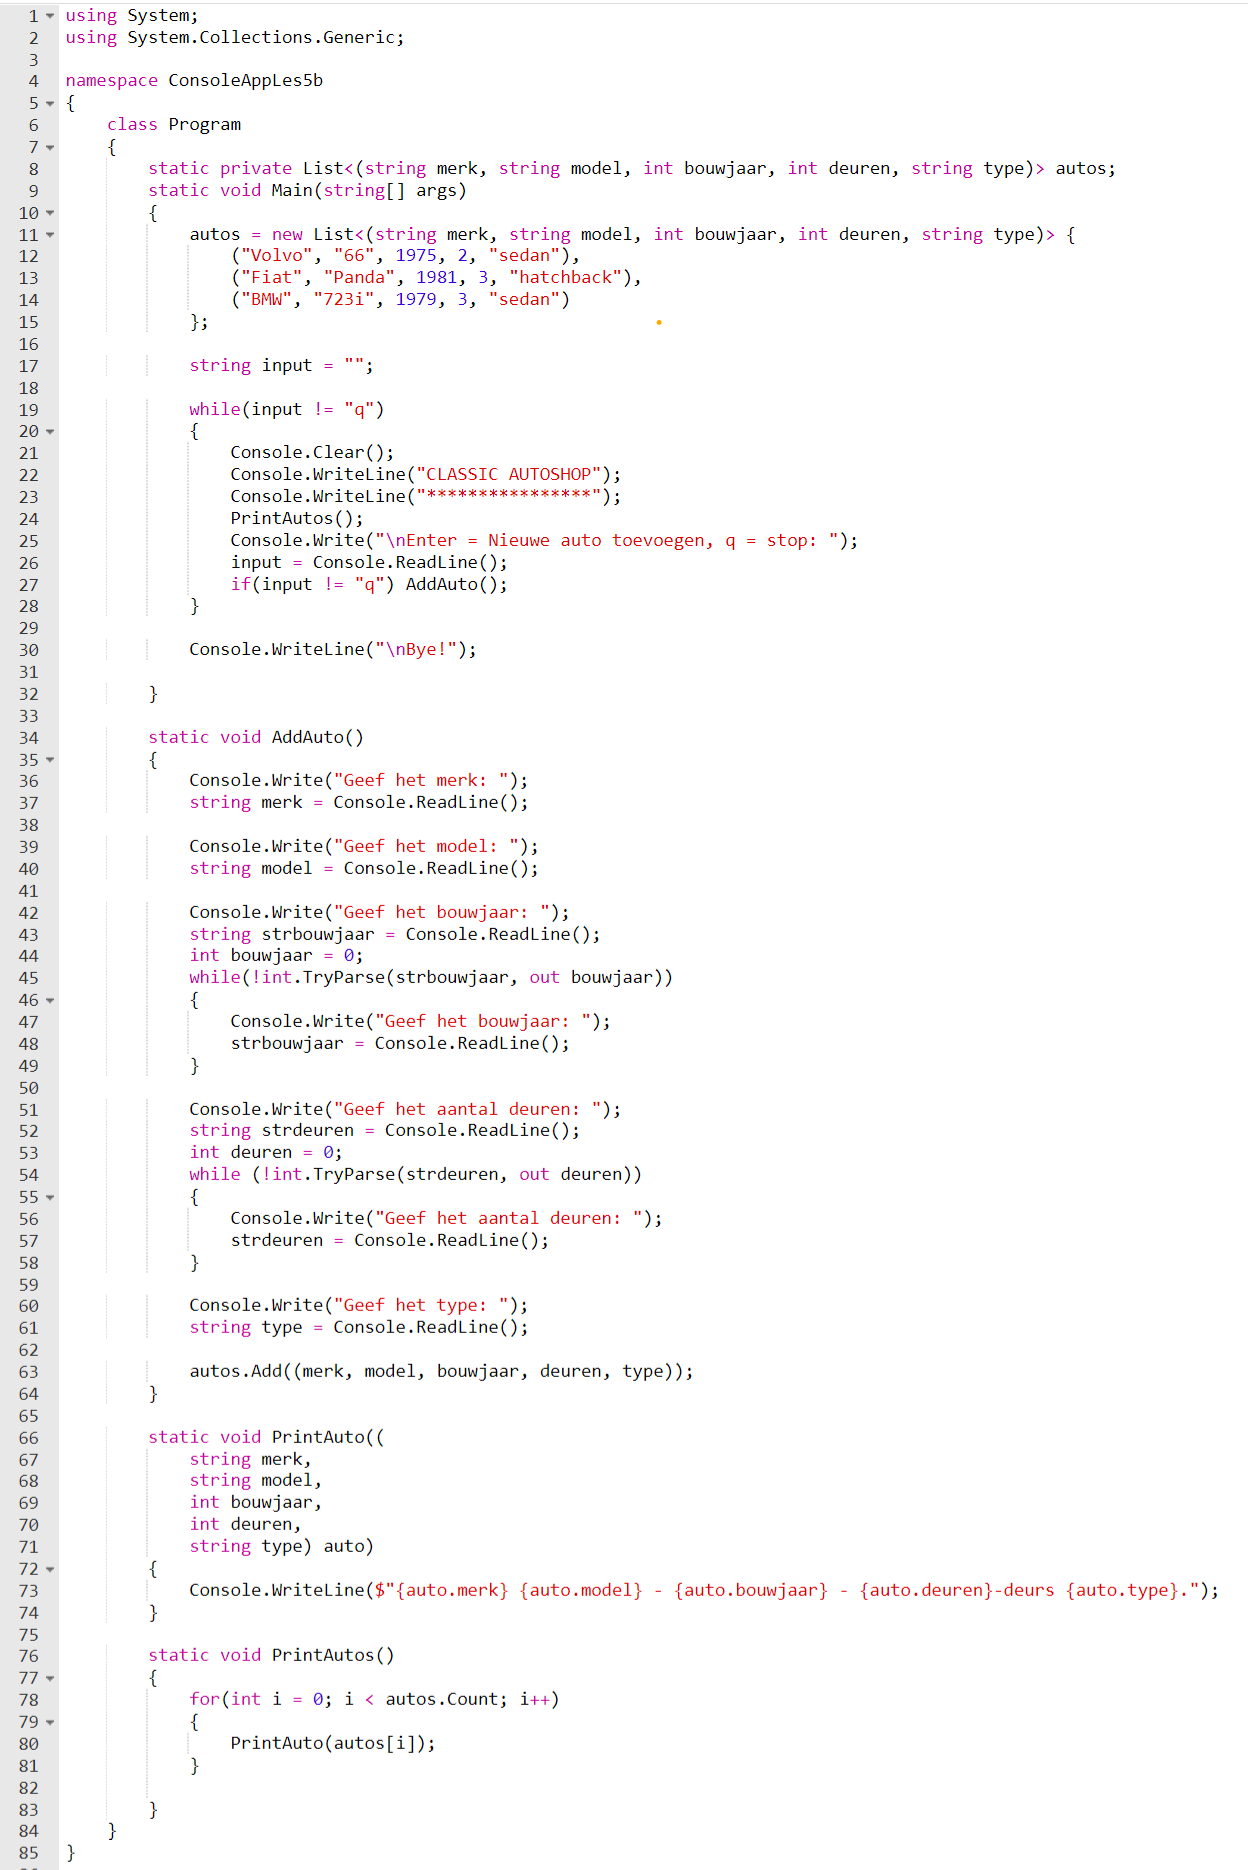 1 using System;
2 using System.Collections.Generic;
3
4 namespace ConsoleAppLes5b
5 {
6     class Program
7     {
8         static private List<(string merk, string model, int bouwjaar, int deuren, string type)> autos;
9         static void Main(string[] args)
10         {
11             autos = new List<(string merk, string model, int bouwjaar, int deuren, string type)> {
12                 ("Volvo", "66", 1975, 2, "sedan"),
13                 ("Fiat", "Panda", 1981, 3, "hatchback"),
14                 ("BMW", "723i", 1979, 3, "sedan")
15             };
16
17             string input = "";
18
19             while(input != "q")
20             {
21                 Console.Clear();
22                 Console.WriteLine("CLASSIC AUTOSHOP");
23                 Console.WriteLine("****************");
24                 PrintAutos();
25                 Console.Write("\nEnter = Nieuwe auto toevoegen, q = stop: ");
26                 input = Console.ReadLine();
27                 if(input != "q") AddAuto();
28             }
29
30             Console.WriteLine("\nBye!");
31
32         }
33
34         static void AddAuto()
35         {
36             Console.Write("Geef het merk: ");
37             string merk = Console.ReadLine();
38
39             Console.Write("Geef het model: ");
40             string model = Console.ReadLine();
41
42             Console.Write("Geef het bouwjaar: ");
43             string strbouwjaar = Console.ReadLine();
44             int bouwjaar = 0;
45             while(!int.TryParse(strbouwjaar, out bouwjaar))
46             {
47                 Console.Write("Geef het bouwjaar: ");
48                 strbouwjaar = Console.ReadLine();
49             }
50
51             Console.Write("Geef het aantal deuren: ");
52             string strdeuren = Console.ReadLine();
53             int deuren = 0;
54             while (!int.TryParse(strdeuren, out deuren))
55             {
56                 Console.Write("Geef het aantal deuren: ");
57                 strdeuren = Console.ReadLine();
58             }
59
60             Console.Write("Geef het type: ");
61             string type = Console.ReadLine();
62
63             autos.Add((merk, model, bouwjaar, deuren, type));
64         }
65
66         static void PrintAuto((
67             string merk,
68             string model,
69             int bouwjaar,
70             int deuren,
71             string type) auto)
72         {
73             Console.WriteLine($"{auto.merk} {auto.model} - {auto.bouwjaar} - {auto.deuren}-deurs {auto.type}.");
74         }
75
76         static void PrintAutos()
77         {
78             for(int i = 0; i < autos.Count; i++)
79             {
80                 PrintAuto(autos[i]);
81             }
82
83         }
84     }
85 }